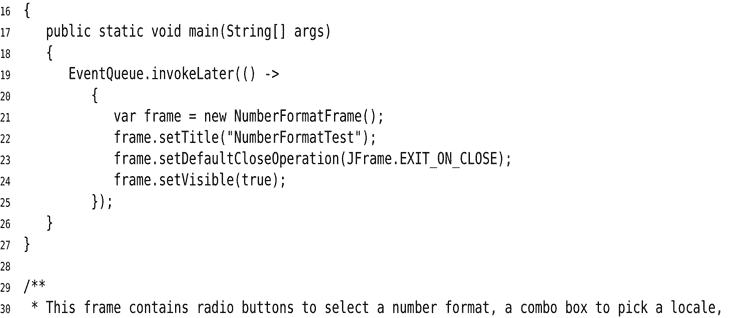 16 {
17    public static void main(String[] args)
18    {
19       EventQueue.invokeLater(() ->
20          {
21             var frame = new NumberFormatFrame();
22             frame.setTitle("NumberFormatTest");
23             frame.setDefaultCloseOperation(JFrame.EXIT_ON_CLOSE);
24             frame.setVisible(true);
25          });
26    }
27 }
28
29 /**
30  * This frame contains radio buttons to select a number format, a combo box to pick a locale,